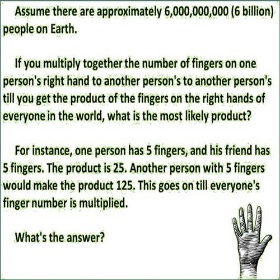 Assume there are approximately 6,000,000,000 (6 billion)
people on Earth.
If you multiply together the number of fingers on one
person's right hand to another person's to another person's
till you get the product of the fingers on the right hands of
everyone in the world, what is the most likely product?
For instance, one person has 5 fingers, and his friend has
5 fingers. The product is 25. Another person with 5 fingers
would make the product 125. This goes on till everyone's
finger number is multiplied.
What's the answer?